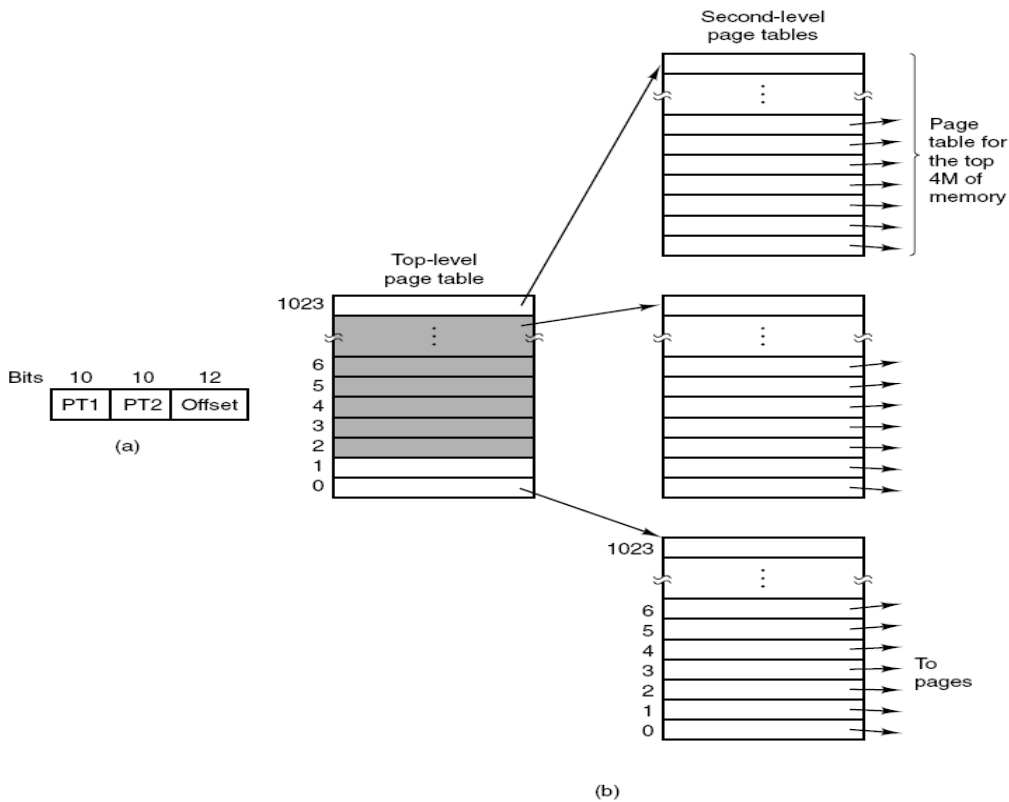 Second-level
page tables
Page
table for
the top
4M of
memory
Top-level
page table
1023
6
5
4
3
2
1
0
Bits 10 10 12
PT1 PT2 Offset
(a)
1023
6
5
4
3
2
1
0
To
pages
(b)